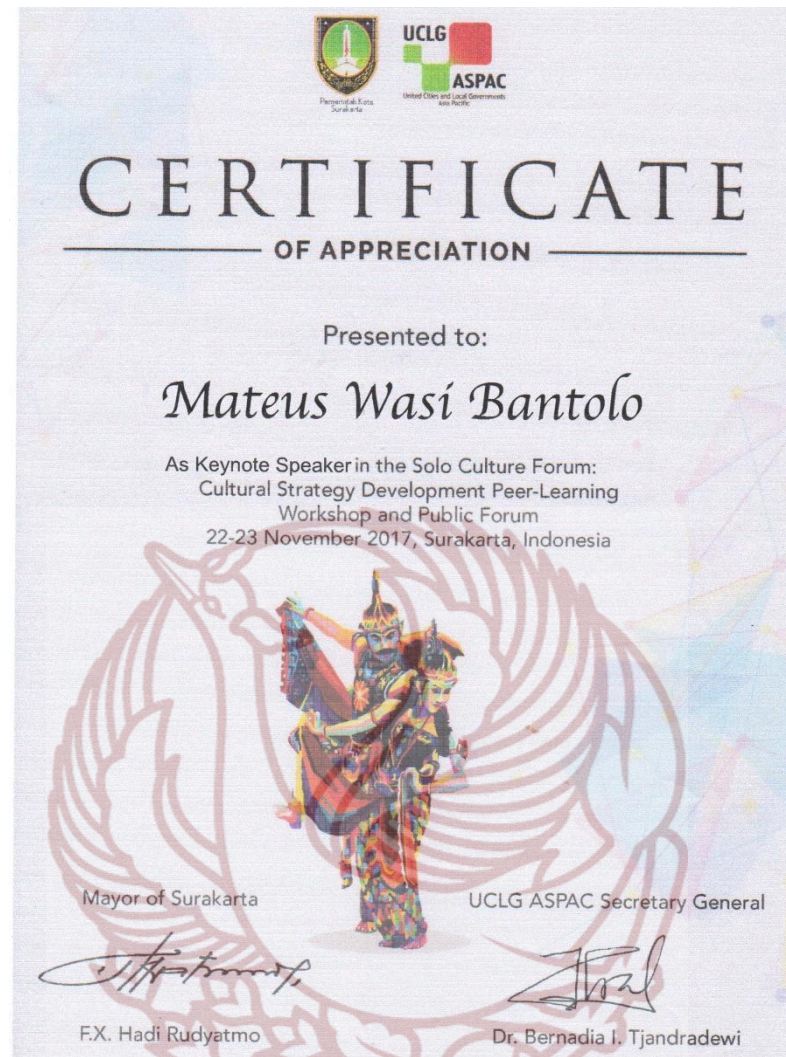 UCLG
ASPAC
United Cities and Local Governments
Asia Pacific
Pemerintah Kota
Surakarta
CERTIFICATE
OF APPRECIATION
Presented to:
Mateus Wasi Bantolo
As Keynote Speaker in the Solo Culture Forum:
Cultural Strategy Development Peer-Learning
Workshop and Public Forum
22-23 November 2017, Surakarta, Indonesia
Mayor of Surakarta
UCLG ASPAC Secretary General
F.X. Hadi Rudyatmo
Dr. Bernadia I. Tjandradewi